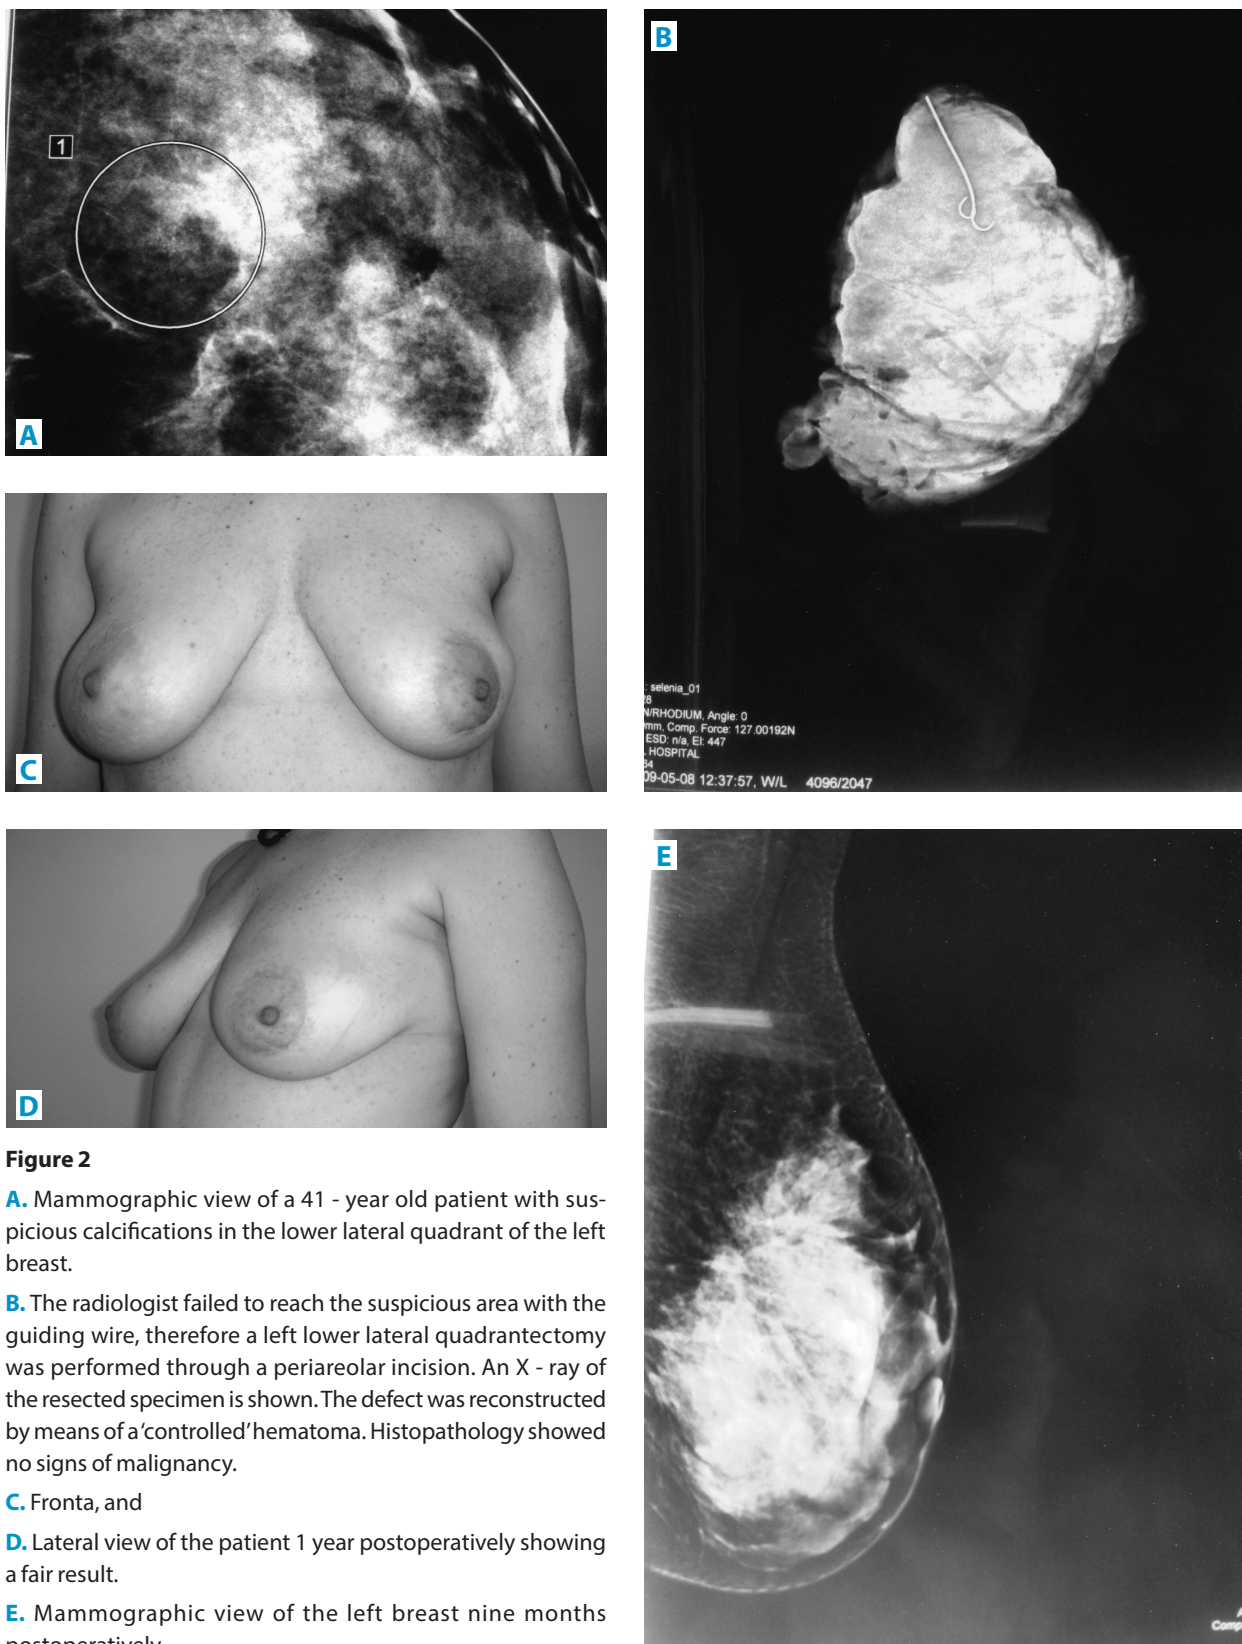 1
A
B
: selenia_01
28
N/RHODIUM, Angle: 0
mm, Comp. Force: 127.00192N
ESD: n/a, EI: 447
. HOSPITAL
64
09-05-08 12:37:57, W/L 4096/2047
C
D
E
A
Comp
Figure 2
A. Mammographic view of a 41 - year old patient with sus-
picious calcifications in the lower lateral quadrant of the left
breast.
B. The radiologist failed to reach the suspicious area with the
guiding wire, therefore a left lower lateral quadrantectomy
was performed through a periareolar incision. An X - ray of
the resected specimen is shown. The defect was reconstructed
by means of a 'controlled' hematoma. Histopathology showed
no signs of malignancy.
C. Fronta, and
D. Lateral view of the patient 1 year postoperatively showing
a fair result.
E. Mammographic view of the left breast nine months
postoperatively